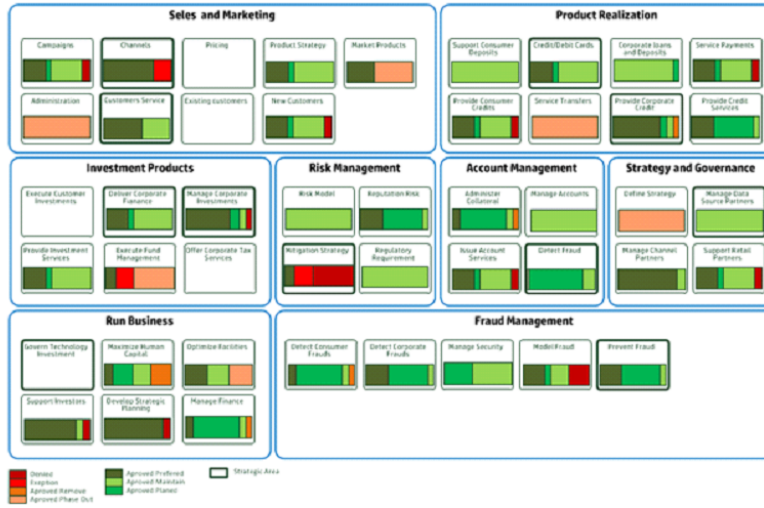 Seles and Marketing
Campaigns
Channels
Pricing
Product Strategy
Market Products
Administration
Customers Service
Existing customers
New Customers
Product Realization
Support Consumer
Deposits
Credit/Debit Cards
Corporate loans
and Deposits
Service Payments
Provide Consumer
Credits
Service Transfers
Provide Corporate
Credit
Provide Credit
Services
Investment Products
Execute Customer
Investments
Deliver Corporate
Finance
Manage Corporate
Investments
Provide Investment
Services
Execute Fund
Management
Offer Corporate Tax
Services
Risk Management
Risk Model
Reputation Risk
Mitigation Strategy
Regulatory
Requirement
Account Management
Administer
Collateral
Manage Accounts
Issue Account
Services
Detect Fraud
Strategy and Governance
Define Strategy
Manage Data
Source Partners
Manage Channel
Partners
Support Retail
Partners
Run Business
Govern Technology
Investment
Maximize Human
Capital
Optimize Facilities
Support Investors
Develop Strategic
Planning
Manage Finance
Fraud Management
Detect Consumer
Frauds
Detect Corporate
Frauds
Manage Security
Model Fraud
Prevent Fraud
Denied
Exeption
Aproved Remove
Aproved Phase Out
Aproved Preferred
Aproved Maintain
Aproved Planed
Strategic Area